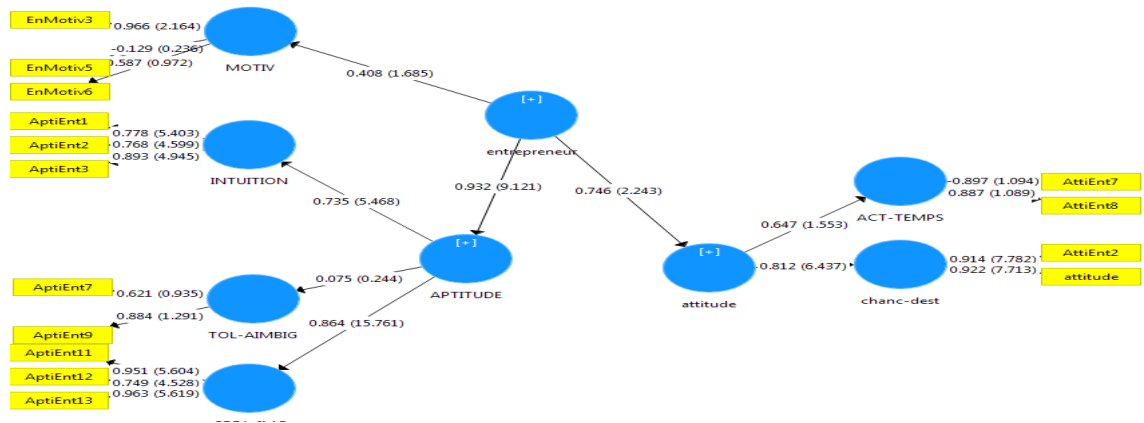 EnMotiv3
0.966 (2.164)
-0.129 (0.236)
0.587 (0.972)
EnMotiv5
EnMotiv6
MOTIV
0.408 (1.685)
[+]
entrepreneur
AptiEnt1
AptiEnt2
AptiEnt3
0.778 (5.403)
0.768 (4.599)
0.893 (4.945)
INTUITION
0.735 (5.468)
0.932 (9.121)
0.746 (2.243)
ACT-TEMPS
0.897 (1.094)
0.887 (1.089)
AttiEnt7
AttiEnt8
0.647 (1.553)
[+]
APTITUDE
[+]
attitude
0.812 (6.437)
chanc-dest
0.914 (7.782)
0.922 (7.713)
AttiEnt2
attitude
0.075 (0.244)
AptiEnt7
0.621 (0.935)
0.884 (1.291)
AptiEnt9
TOL-AIMBIG
0.864 (15.761)
AptiEnt11
AptiEnt12
AptiEnt13
0.951 (5.604)
0.749 (4.528)
0.963 (5.619)